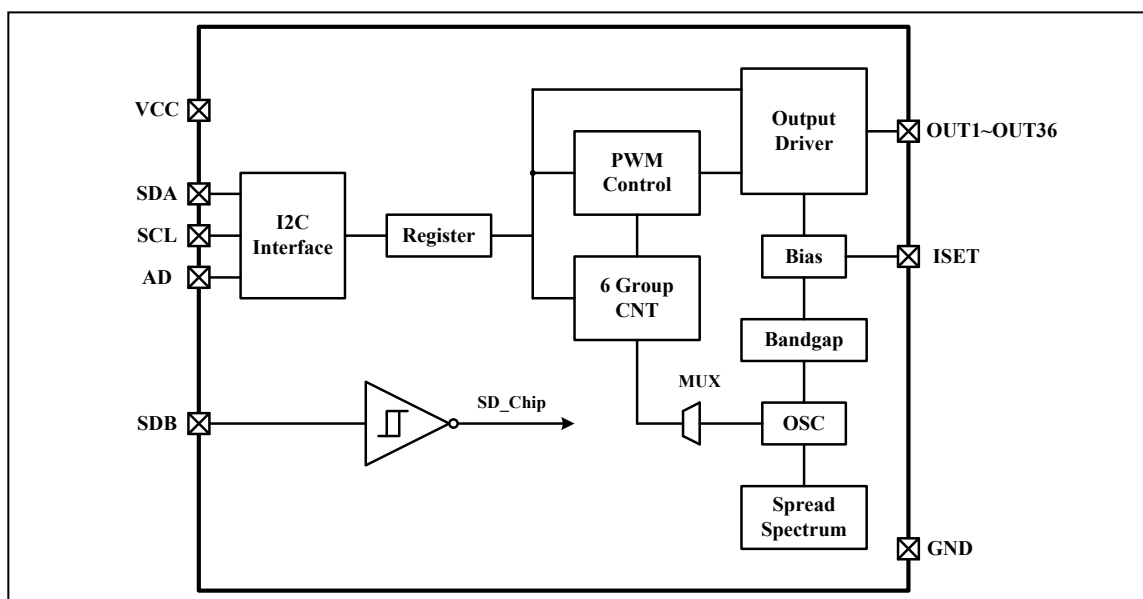 VCC
SDA
SCL
AD
SDB
I2C
Interface
Register
SD_Chip
PWM
Control
6 Group
CNT
MUX
Output
Driver
Bias
Bandgap
OSC
Spread
Spectrum
OUT1~OUT36
ISET
GND